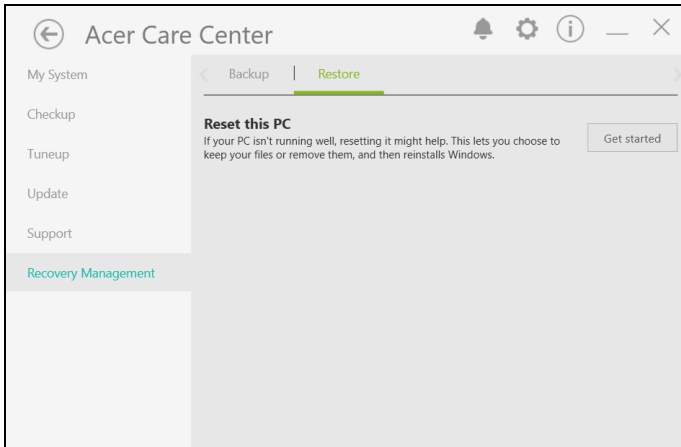 Acer Care Center
My System
Backup | Restore
Checkup
Reset this PC
If your PC isn't running well, resetting it might help. This lets you choose to
keep your files or remove them, and then reinstalls Windows.
Get started
Tuneup
Update
Support
Recovery Management